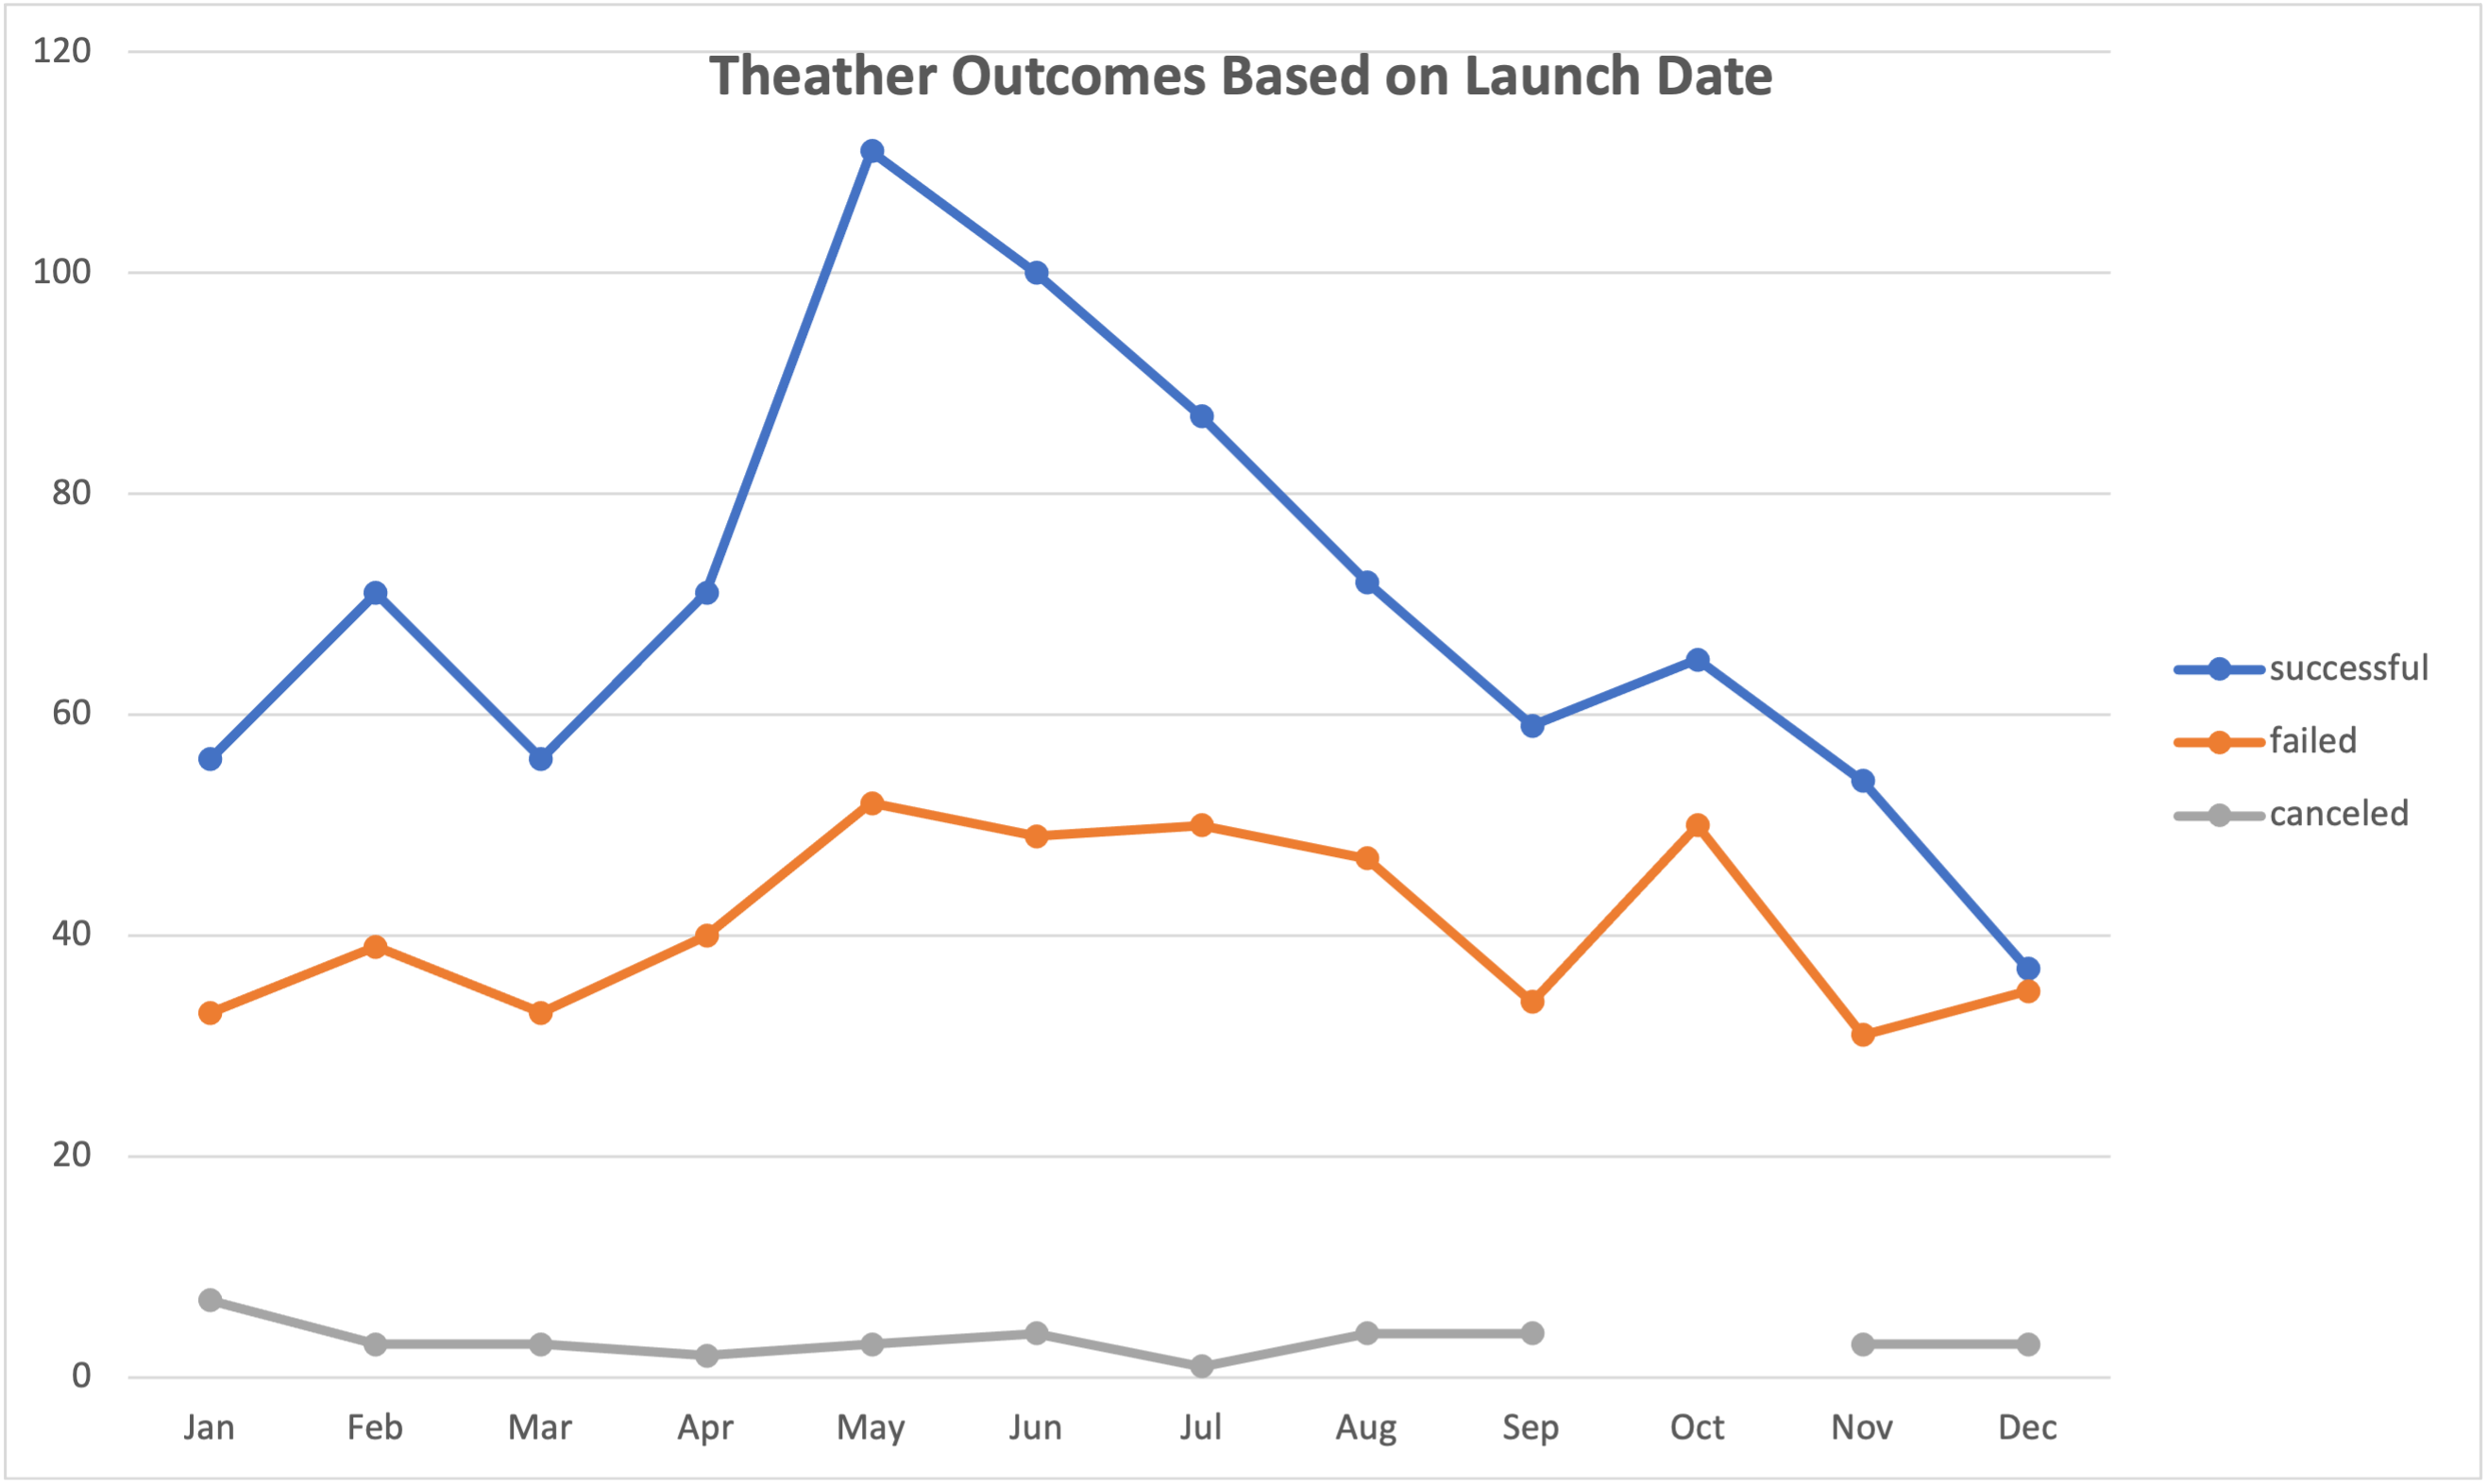 Theather Outcomes Based on Launch Date
120
100
80
60
40
20
0
Jan Feb Mar Apr May Jun Jul Aug Sep Oct Nov Dec
successful
failed
canceled